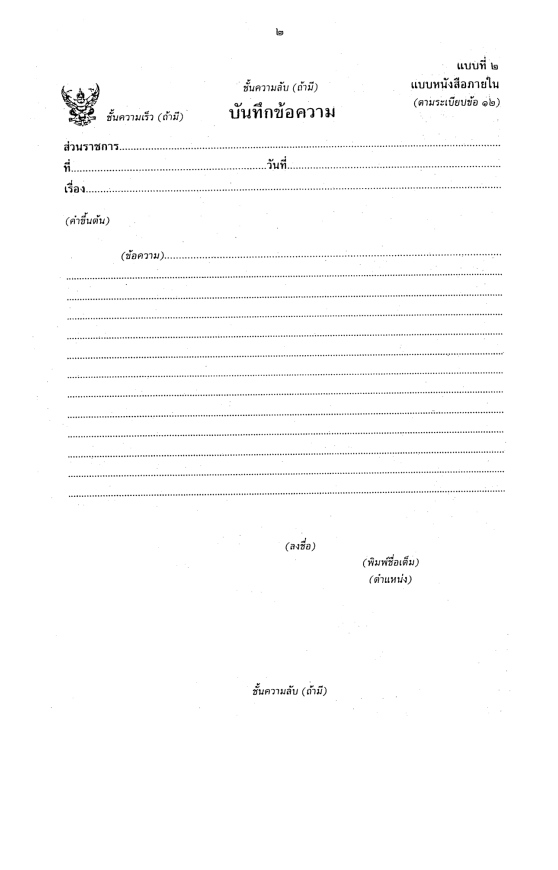 ๒
แบบที่ ๒
ชั้นความลับ (ถ้ามี) แบบหนังสือภายใน
ชั้นความเร็ว (ถ้ามี) บันทึกข้อความ (ตามระเบียบข้อ ๑๒)
ส่วนราชการ
ที่ วันที่
เรื่อง
(คำขึ้นต้น)
(ข้อความ)
(ลงชื่อ)
(พิมพ์ชื่อเต็ม)
(ตำแหน่ง)
ชั้นความลับ (ถ้ามี)